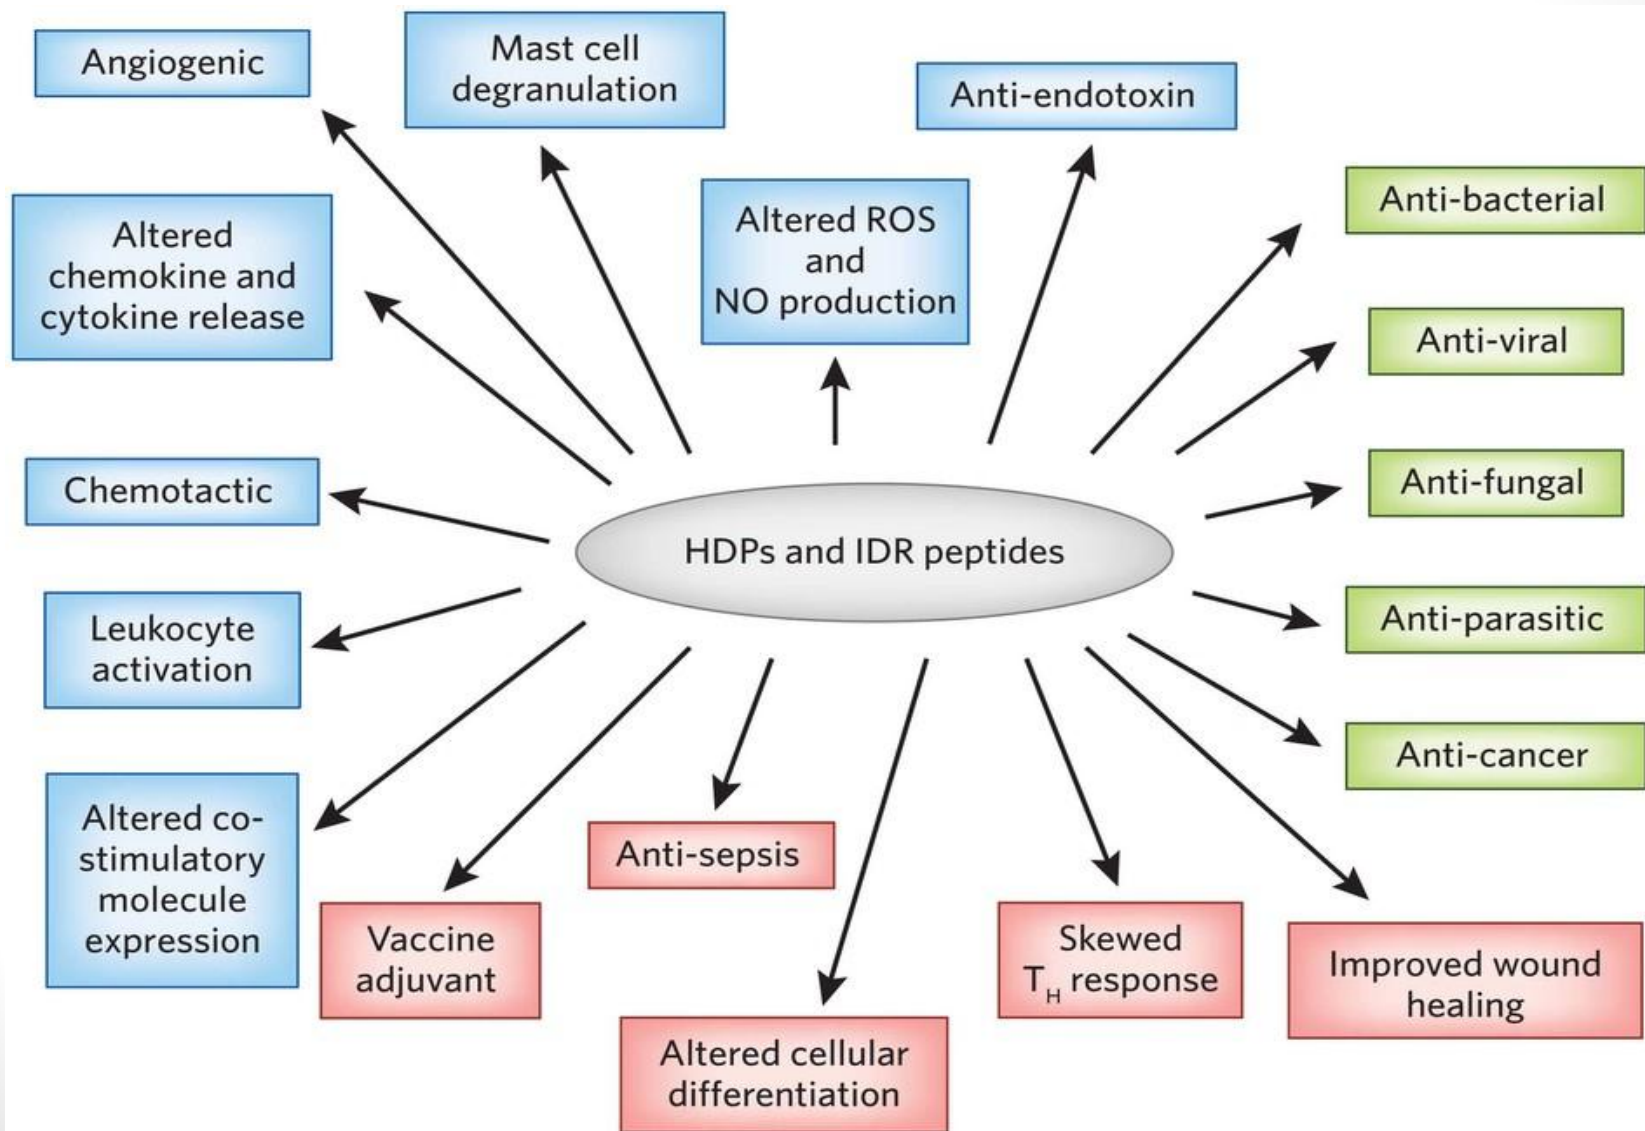 Angiogenic
Mast cell
degranulation
Anti-endotoxin
Altered
chemokine and
cytokine release
Altered ROS
and
NO production
Anti-bacterial
Anti-viral
Chemotactic
Anti-fungal
HDPs and IDR peptides
Leukocyte
activation
Anti-parasitic
Anti-cancer
Altered co-
stimulatory
molecule
expression
Anti-sepsis
Vaccine
adjuvant
Skewed
T_H response
Improved wound
healing
Altered cellular
differentiation